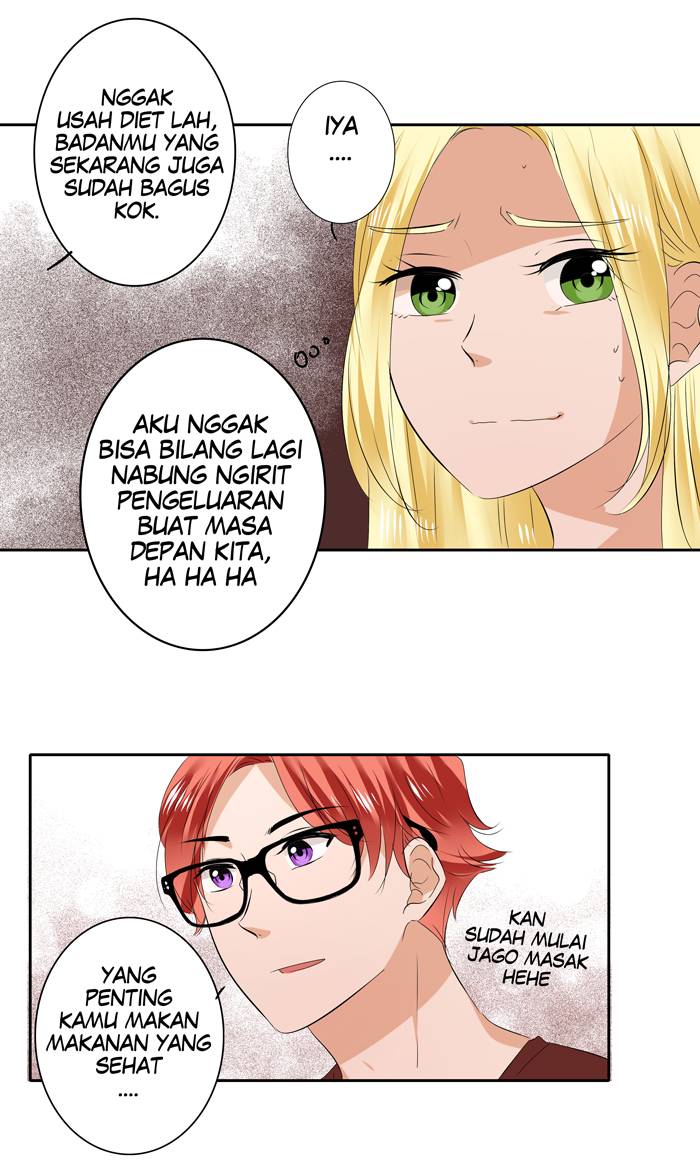 NGGAK
USAH DIET LAH,
BADANMU YANG
SEKARANG JUGA
SUDAH BAGUS
KOK.
IYA
....
AKU NGGAK
BISA BILANG LAGI
NABUNG NGIRIT
PENGELUARAN
BUAT MASA
DEPAN KITA,
HA HA HA
YANG
PENTING
KAMU MAKAN
MAKANAN YANG
SEHAT
....
KAN
SUDAH MULAI
JAGO MASAK
HEHE